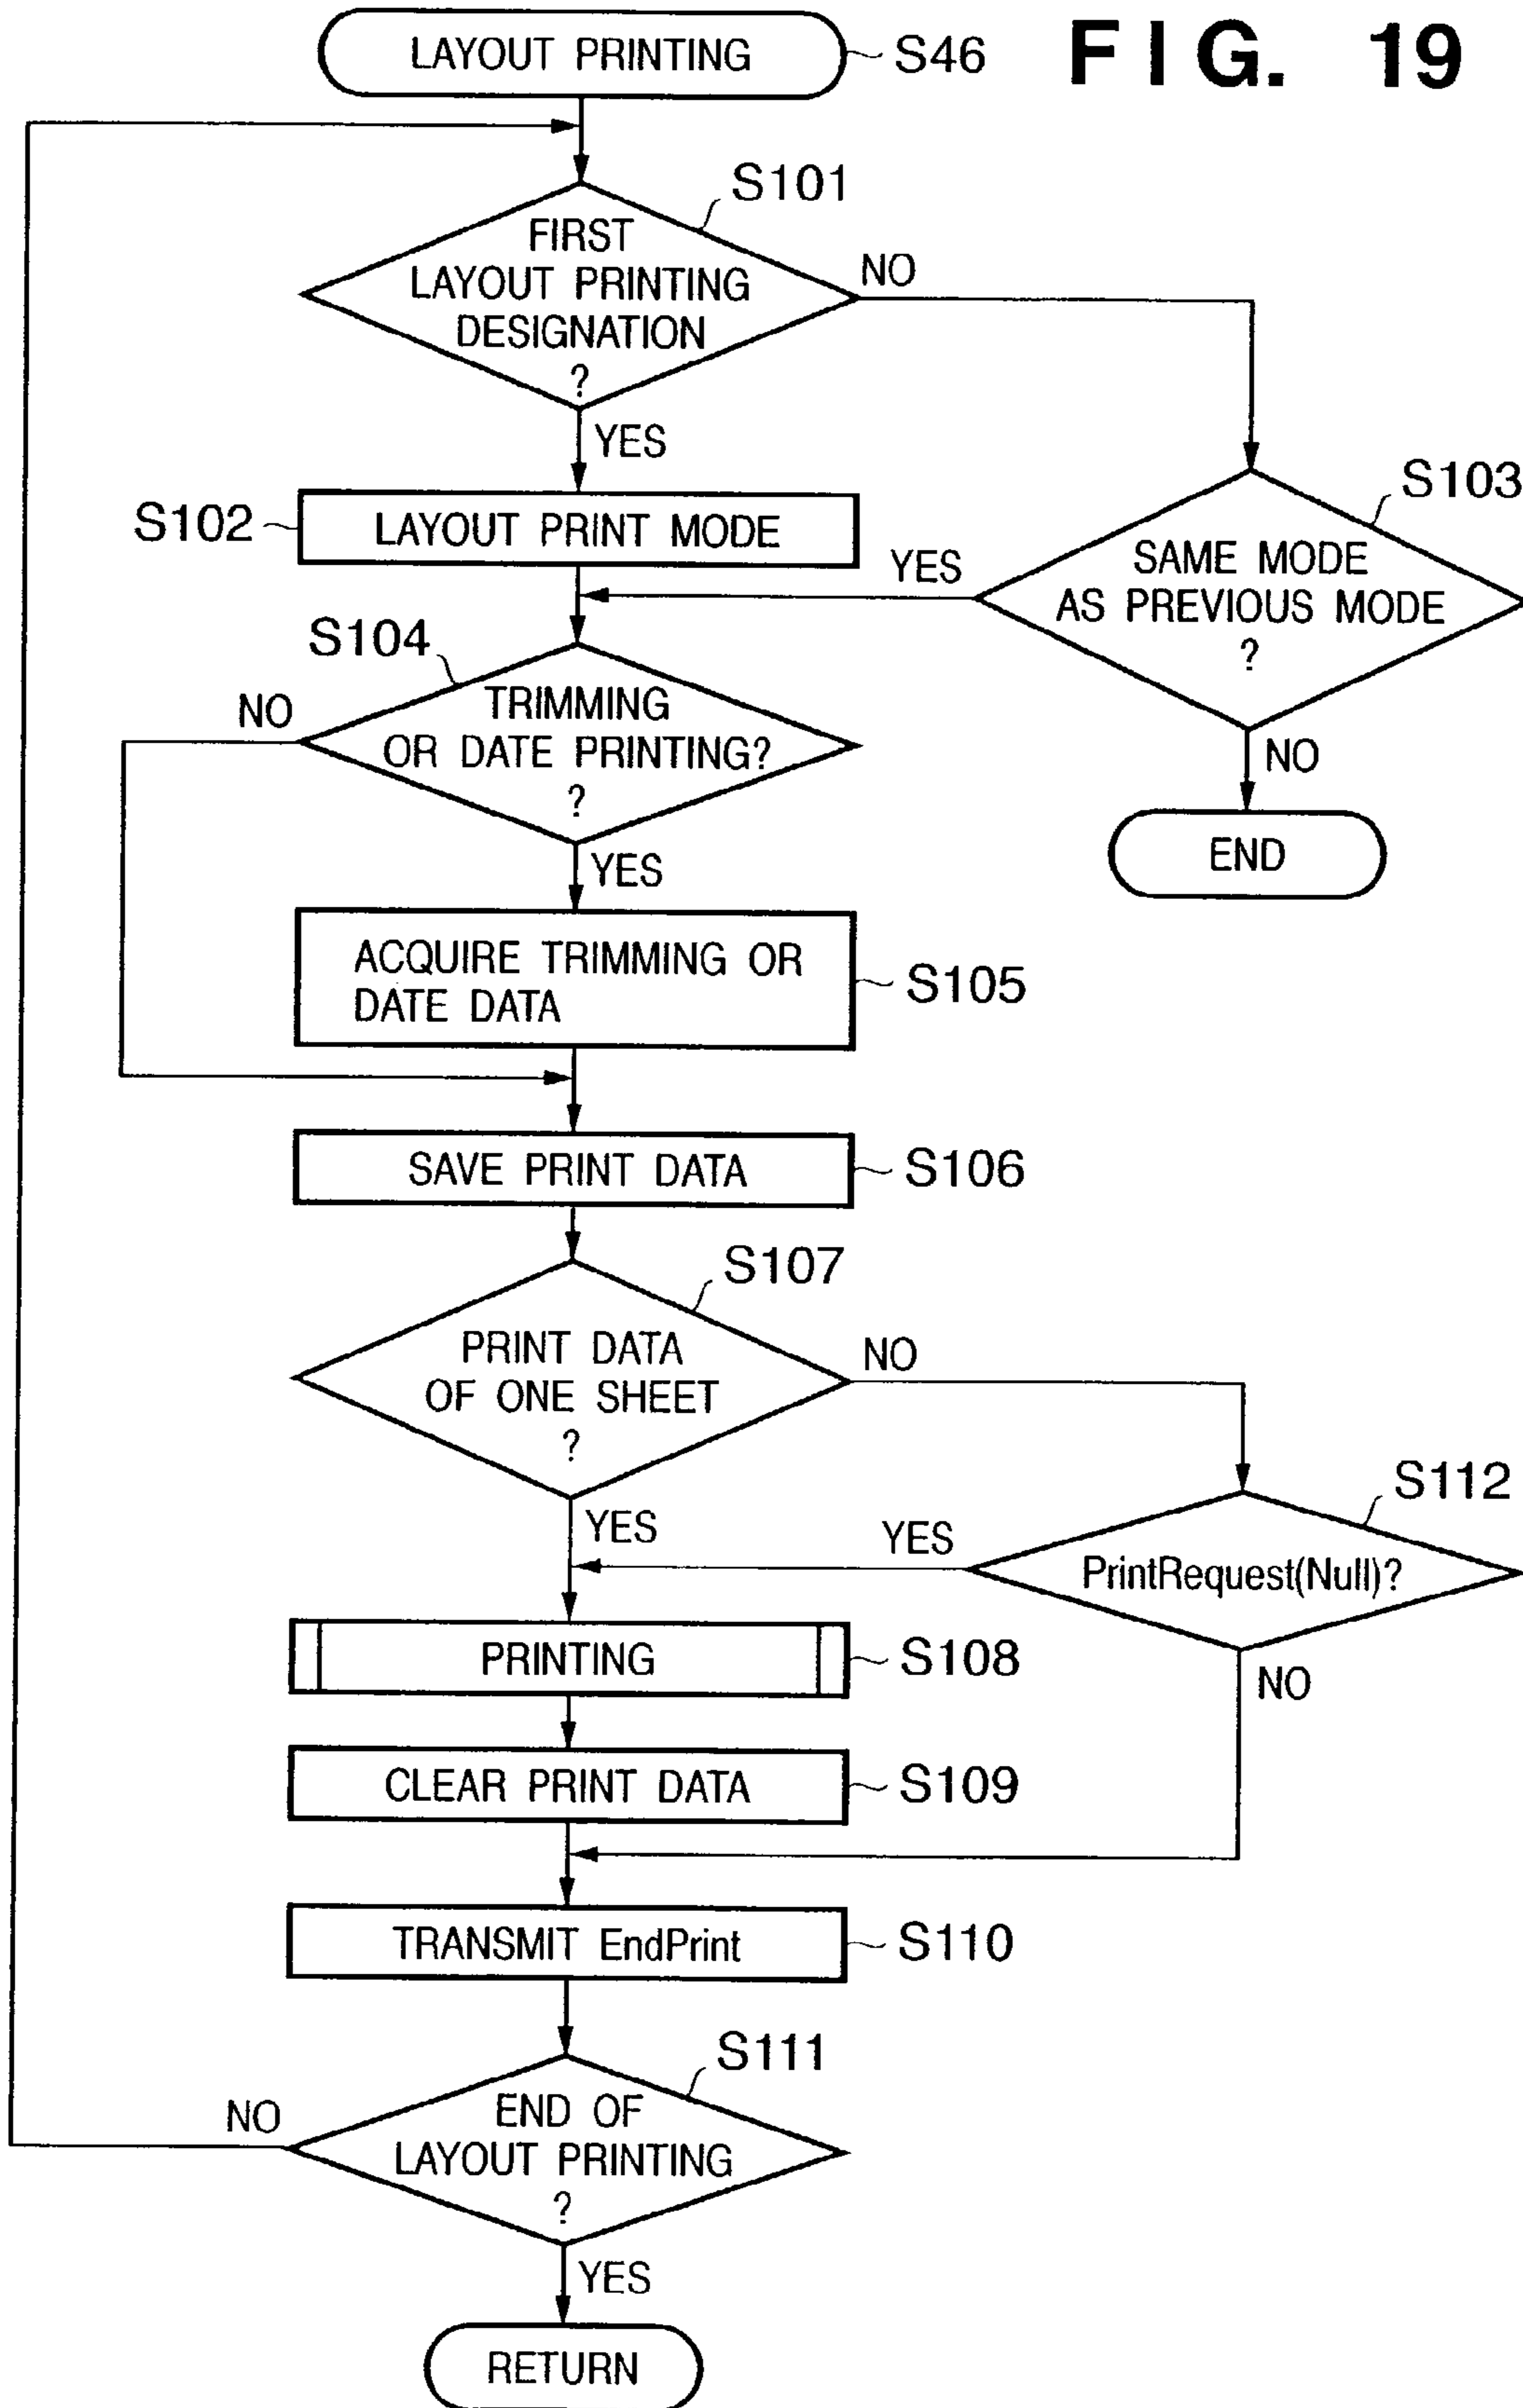 LAYOUT PRINTING
S46
FIG. 19
S101
FIRST
LAYOUT PRINTING
DESIGNATION
?
NO
YES
S102
LAYOUT PRINT MODE
S103
SAME MODE
AS PREVIOUS MODE
?
YES
NO
END
S104
TRIMMING
OR DATE PRINTING?
?
NO
YES
ACQUIRE TRIMMING OR
DATE DATA
S105
SAVE PRINT DATA
S106
S107
PRINT DATA
OF ONE SHEET
?
NO
YES
S112
PrintRequest(Null)?
YES
NO
PRINTING
S108
CLEAR PRINT DATA
S109
TRANSMIT EndPrint
S110
S111
END OF
LAYOUT PRINTING
?
NO
YES
RETURN